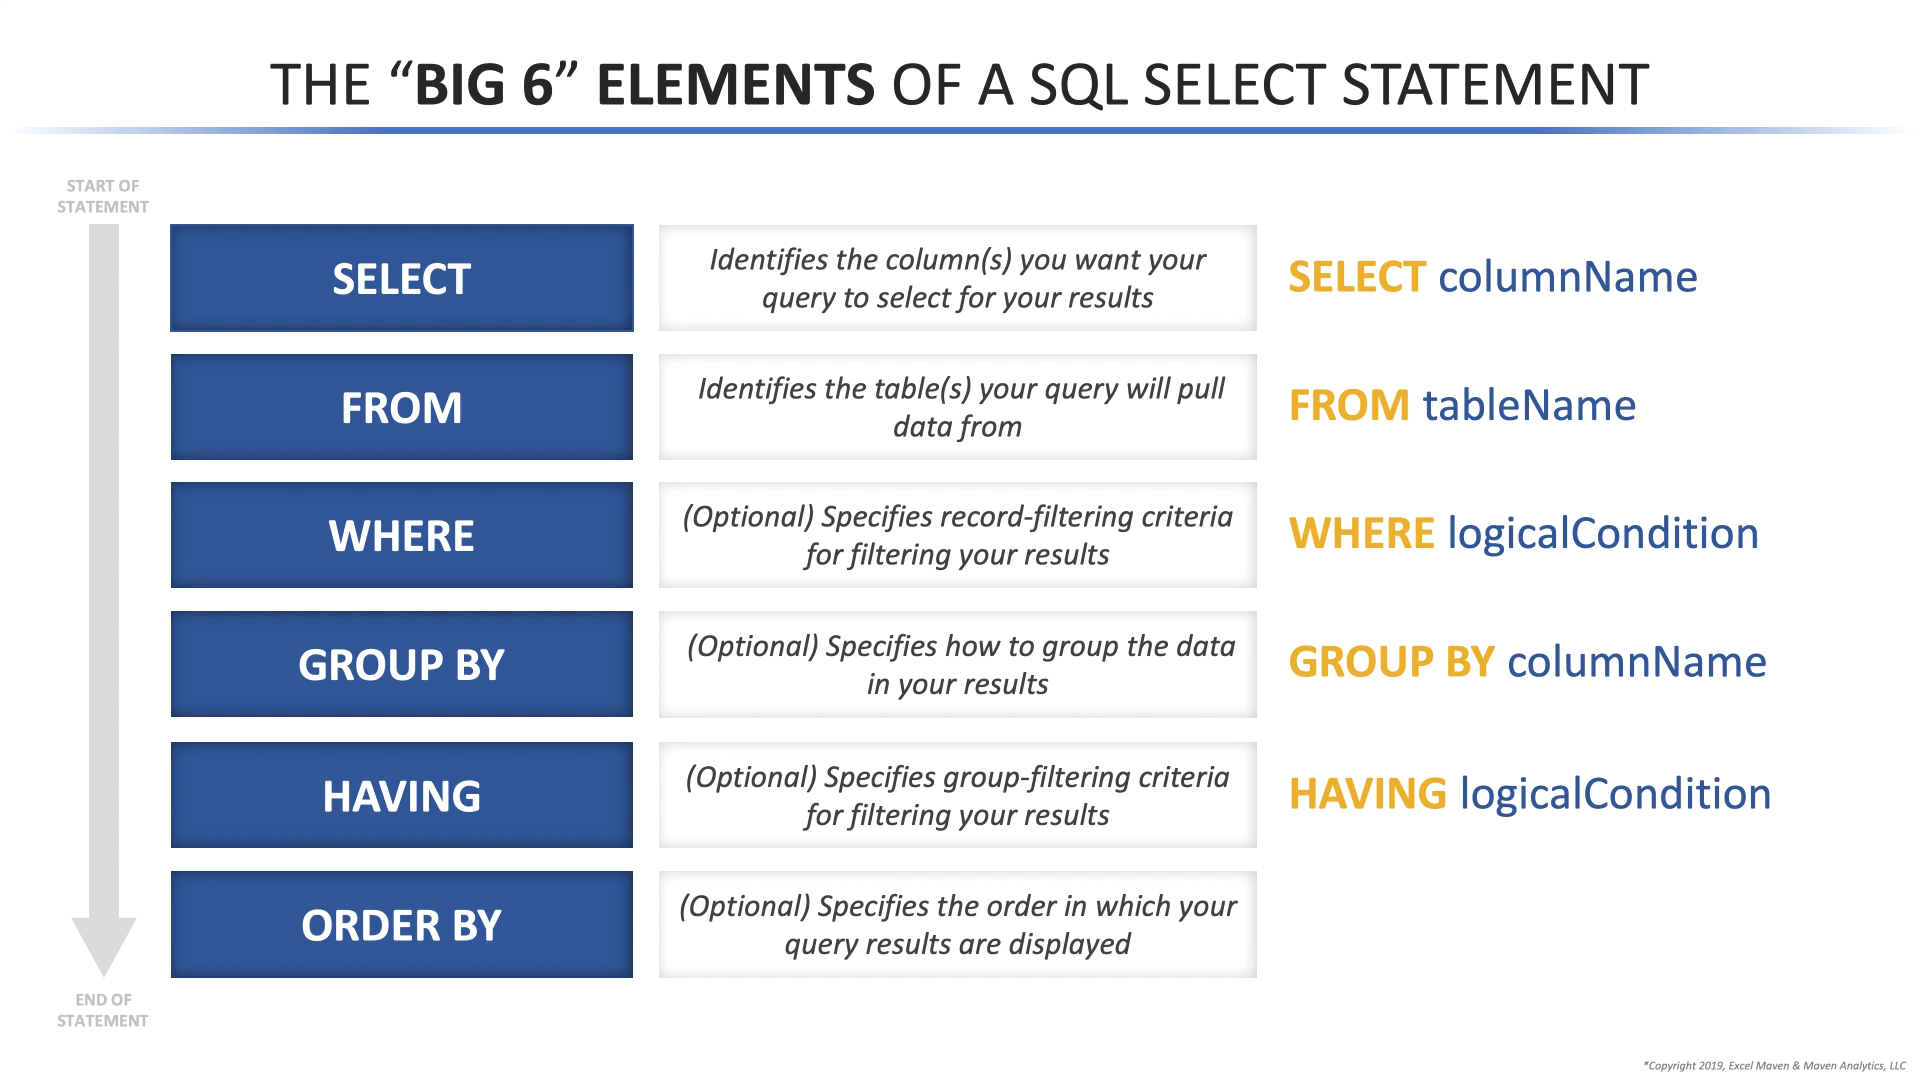 THE “BIG 6” ELEMENTS OF A SQL SELECT STATEMENT
START OF
STATEMENT
SELECT
Identifies the column(s) you want your
query to select for your results
SELECT columnName
FROM
Identifies the table(s) your query will pull
data from
FROM tableName
WHERE
(Optional) Specifies record-filtering criteria
for filtering your results
WHERE logicalCondition
GROUP BY
(Optional) Specifies how to group the data
in your results
GROUP BY columnName
HAVING
(Optional) Specifies group-filtering criteria
for filtering your results
HAVING logicalCondition
ORDER BY
(Optional) Specifies the order in which your
query results are displayed
END OF
STATEMENT
*Copyright 2019, Excel Maven & Maven Analytics, LLC